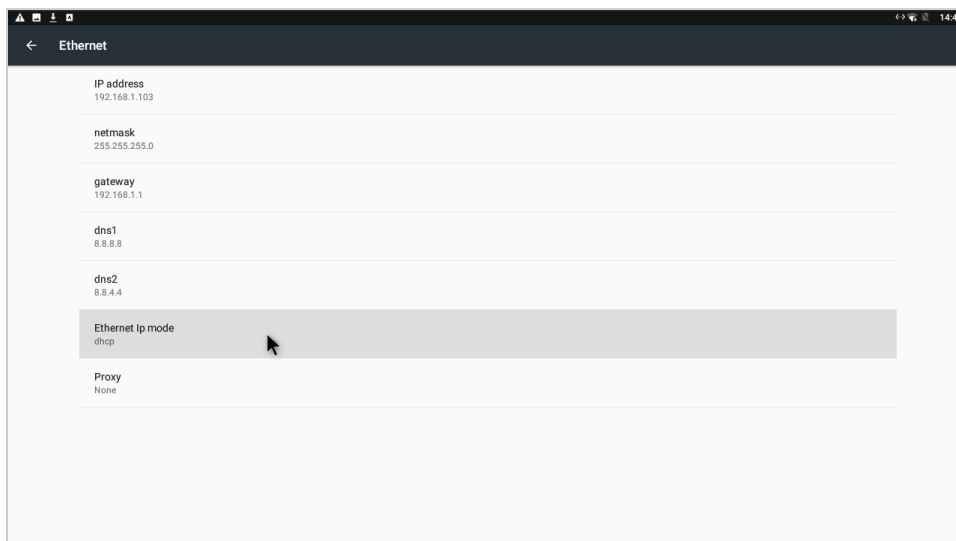 Ethernet
IP address
192.168.1.103
netmask
255.255.255.0
gateway
192.168.1.1
dns1
8.8.8.8
dns2
8.8.4.4
Ethernet Ip mode
dhcp
Proxy
None